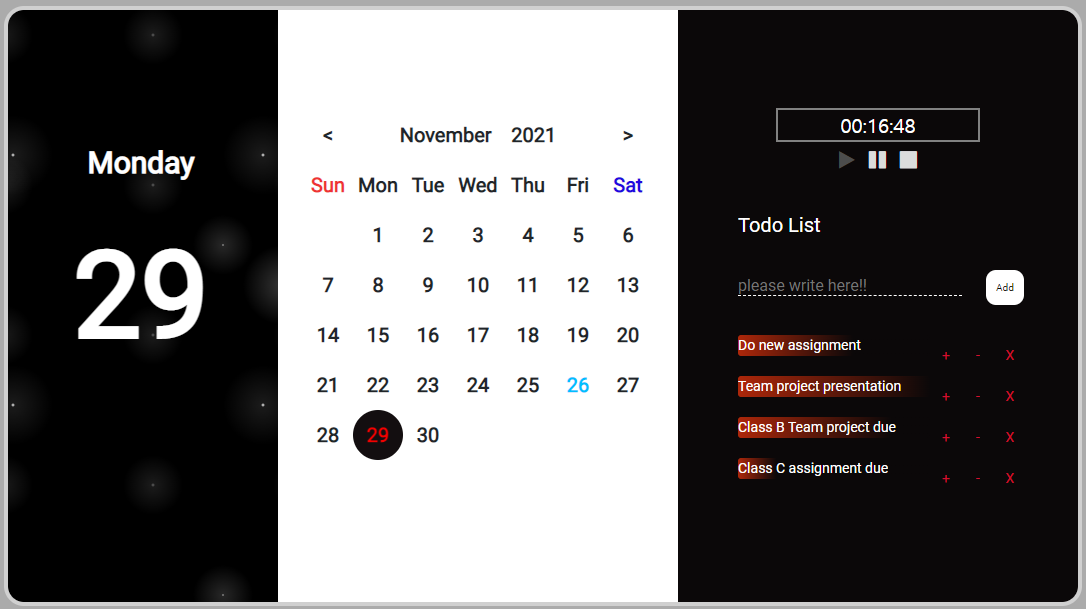 Monday
29
< November 2021 >
Sun Mon Tue Wed Thu Fri Sat
1 2 3 4 5 6
7 8 9 10 11 12 13
14 15 16 17 18 19 20
21 22 23 24 25 26 27
28 29 30
00:16:48
Todo List
please write here!! Add
Do new assignment + - X
Team project presentation + - X
Class B Team project due + - X
Class C assignment due + - X